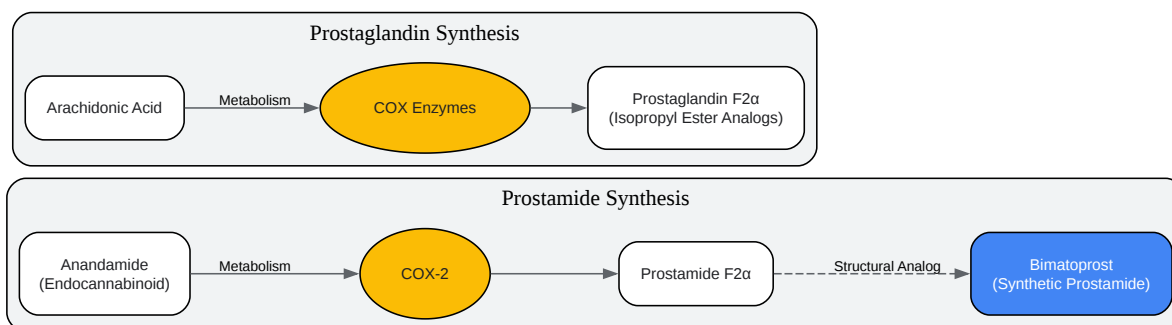 Prostaglandin Synthesis
Arachidonic Acid
Metabolism
COX Enzymes
Prostaglandin F2α
(Isopropyl Ester Analogs)
Prostamide Synthesis
Anandamide
(Endocannabinoid)
Metabolism
COX-2
Prostamide F2α
Structural Analog
Bimatoprost
(Synthetic Prostamide)